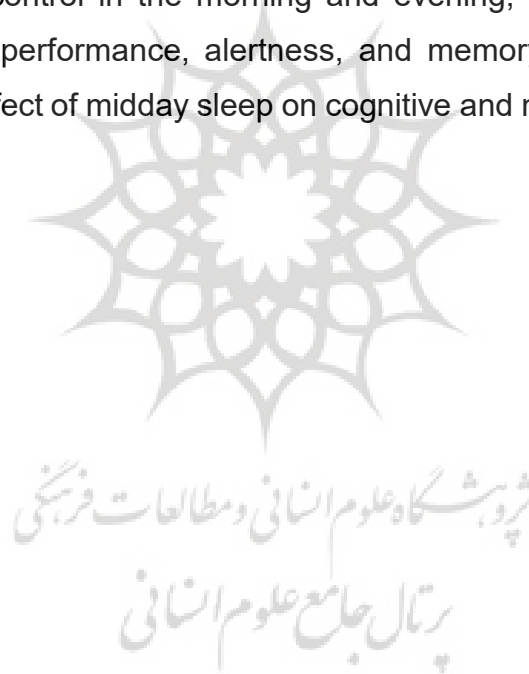 control in the morning and evening,
performance, alertness, and memory
fect of midday sleep on cognitive and
پژوهشگاه علوم انسانی و مطالعات فرهنگی
پرتال جامع علوم انسانی